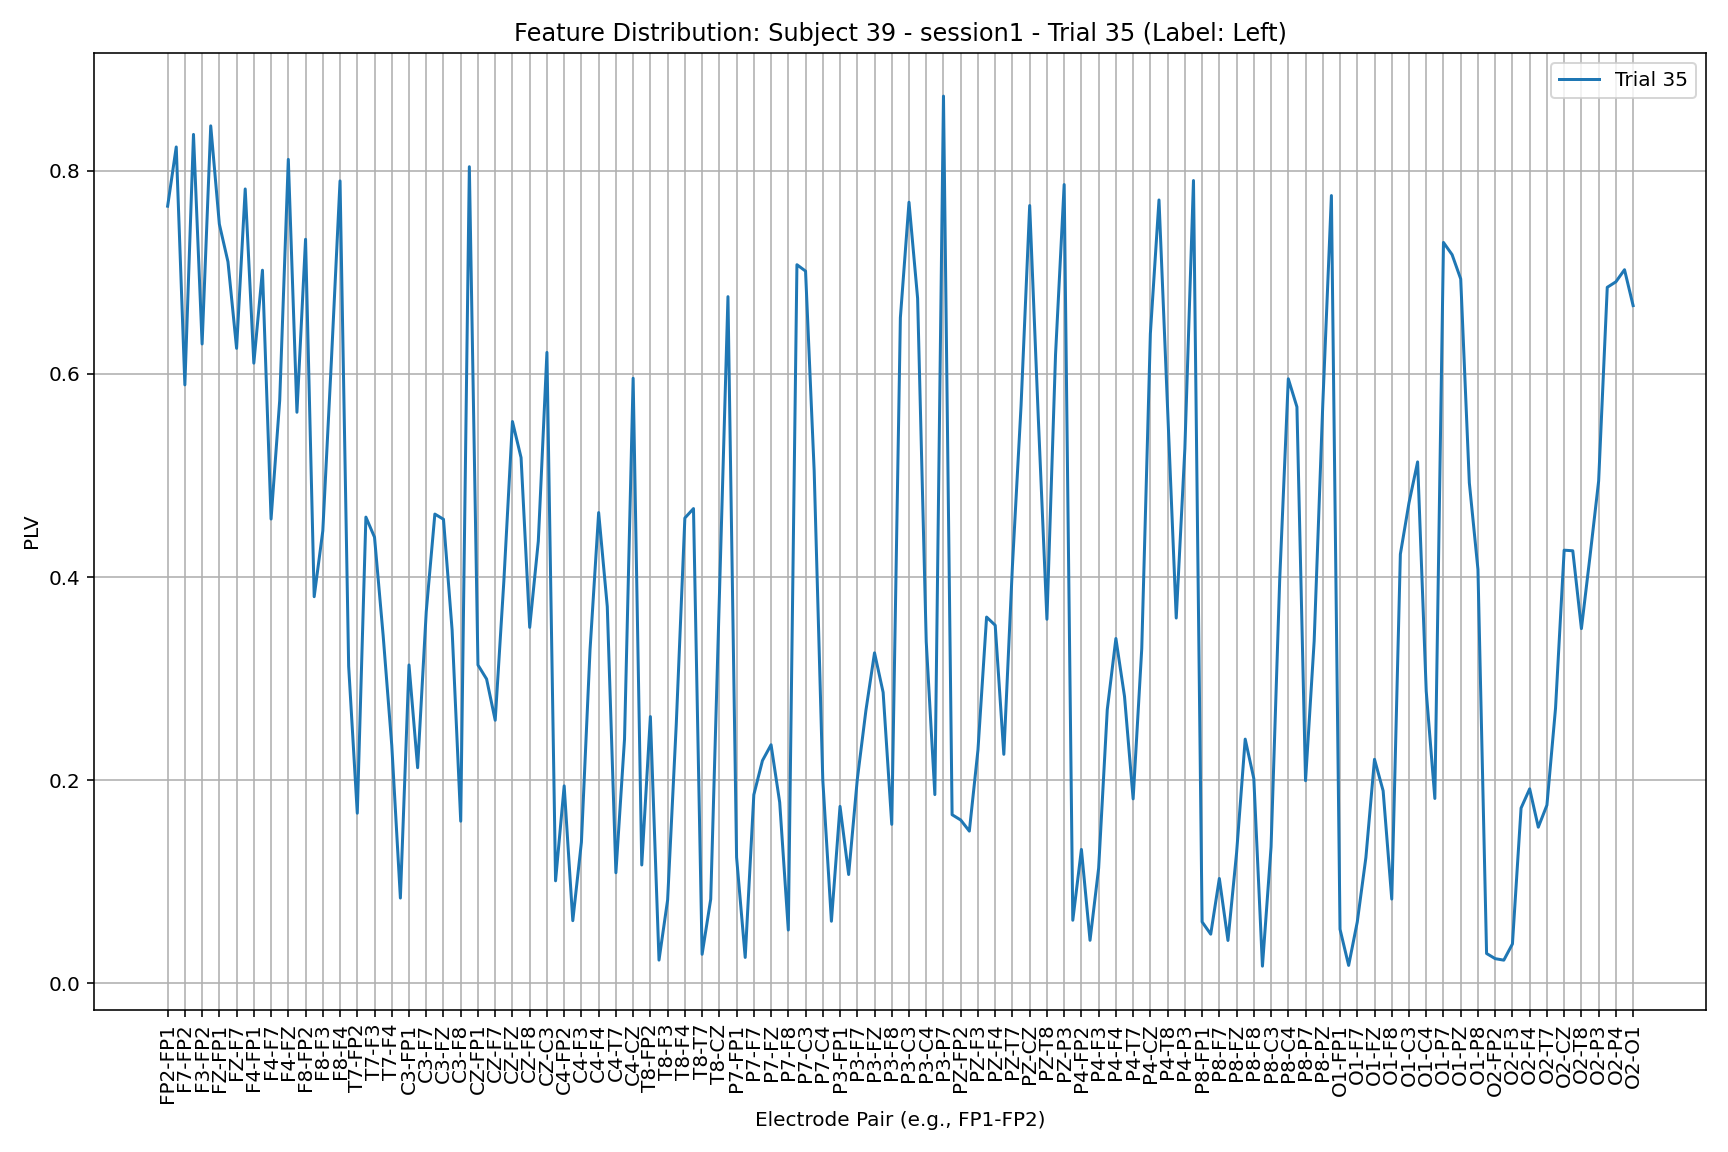 Feature Distribution: Subject 39 - session1 - Trial 35 (Label: Left)
Trial 35
PLV
0.8
0.6
0.4
0.2
0.0
FP2-FP1
F7-FP2
F3-FP2
FZ-FP1
FZ-F7
F4-FP1
F4-F7
F4-FZ
F8-FP2
F8-F3
F8-F4
T7-FP2
T7-F3
T7-F4
C3-FP1
C3-F7
C3-FZ
C3-F8
CZ-FP1
CZ-F7
CZ-FZ
CZ-F8
CZ-C3
C4-FP2
C4-F3
C4-F4
C4-T7
C4-CZ
T8-FP2
T8-F3
T8-F4
T8-T7
T8-CZ
P7-FP1
P7-F7
P7-FZ
P7-F8
P7-C3
P7-C4
P3-FP1
P3-F7
P3-FZ
P3-F8
P3-C3
P3-C4
P3-P7
PZ-FP2
PZ-F3
PZ-F4
PZ-T7
PZ-CZ
PZ-T8
PZ-P3
P4-FP2
P4-F3
P4-F4
P4-T7
P4-CZ
P4-T8
P4-P3
P8-FP1
P8-F7
P8-FZ
P8-F8
P8-C3
P8-C4
P8-P7
P8-PZ
O1-FP1
O1-F7
O1-FZ
O1-F8
O1-C3
O1-C4
O1-P7
O1-PZ
O1-P8
O2-FP2
O2-F3
O2-F4
O2-T7
O2-CZ
O2-T8
O2-P3
O2-P4
O2-O1
Electrode Pair (e.g., FP1-FP2)